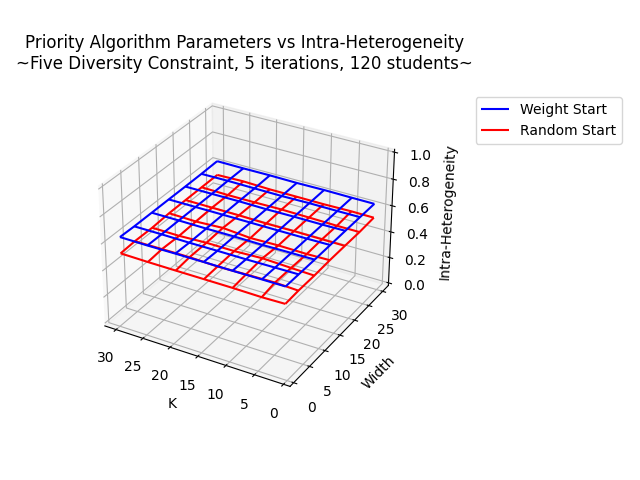 Priority Algorithm Parameters vs Intra-Heterogeneity
~Five Diversity Constraint, 5 iterations, 120 students~
Weight Start
Random Start
1.0
0.8
0.6
0.4
0.2
0.0
Intra-Heterogeneity
30
25
20
15
10
5
0
K
0
5
10
15
20
25
30
Width